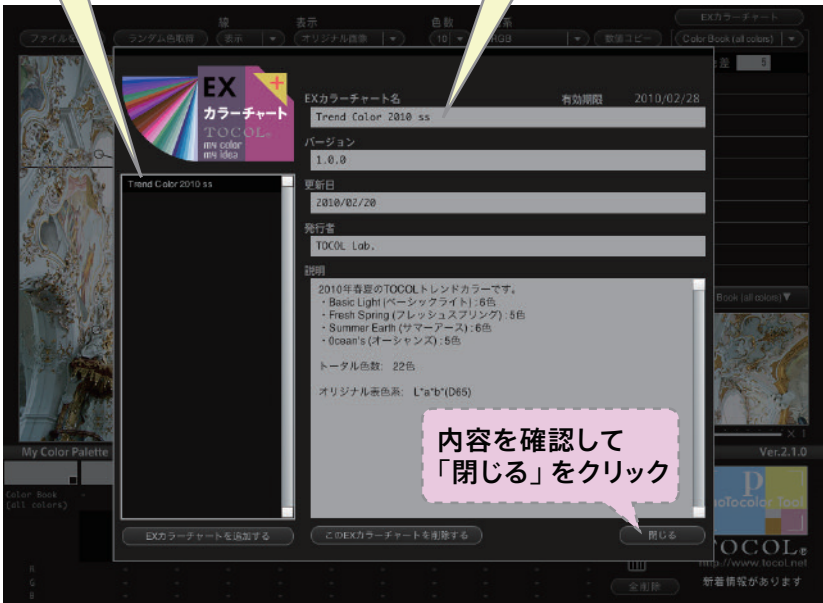 線 表示 色数 系
ファイルを ランダム色取得 表示 オリジナル画像 10 RGB 数値コピー
EXカラーチャート
Color Book (all colors)
差 5
EX
カラーチャート
TOCOL®
my color
my idea
Trend Color 2010 ss
EXカラーチャートを追加する
EXカラーチャート名 有効期限 2010/02/28
Trend Color 2010 ss
バージョン
1.0.0
更新日
2010/02/20
発行者
TOCOL Lab.
説明
2010年春夏のTOCOLトレンドカラーです。
・Basic Light (ベーシックライト) : 6色
・Fresh Spring (フレッシュスプリング) : 5色
・Summer Earth (サマーアース) : 6色
・Ocean's (オーシャンズ) : 5色
トータル色数: 22色
オリジナル表色系: L*a*b*(D65)
内容を確認して
「閉じる」をクリック
このEXカラーチャートを削除する
閉じる
Book (all colors)▼
× 1
My Color Palette
Ver.2.1.0
Color Book -
(all colors)
R - - - - - - - -
G - - - - - - - -
B - - - - - - - -
全削除
P
hoTocolor Tool
TOCOL®
http://www.tocol.net
新着情報があります